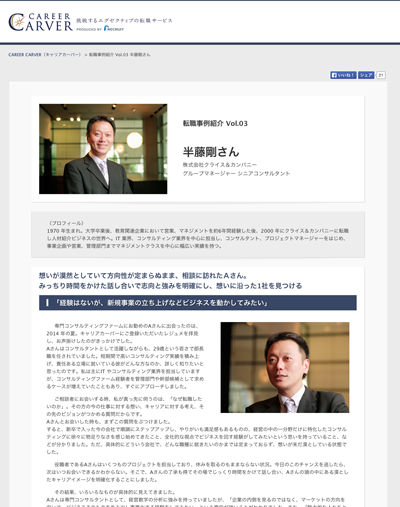 CAREER CARVER
挑戦するエグゼクティブの転職サービス
PRODUCED BY RECRUIT
CAREER CARVER（キャリアカーバー） > 転職事例紹介 Vol.03 半藤剛さん
いいね！ シェア 21
転職事例紹介 Vol.03
半藤剛さん
株式会社クライス&カンパニー
グループマネージャー シニアコンサルタント
（プロフィール）
1970 年生まれ。大学卒業後、教育関連企業において営業、マネジメントを約6年間経験した後、2000 年にクライス&カンパニーに転職
し人材紹介ビジネスの世界へ。IT 業界、コンサルティング業界を中心に担当し、コンサルタント、プロジェクトマネージャーをはじめ、
事業企画や営業、管理部門までマネジメントクラスを中心に幅広い実績を持つ。
想いが漠然としていて方向性が定まらぬまま、相談に訪れたAさん。
みっちり時間をかけた話し合いで志向と強みを明確にし、想いに沿った1社を見つける
「経験はないが、新規事業の立ち上げなどビジネスを動かしてみたい」
専門コンサルティングファームにお勤めのAさんに出会ったのは、
2014 年の夏。キャリアカーバーにご登録いただいたレジュメを拝見
し、お声掛けしたのがきっかけでした。
Aさんはコンサルタントとして活躍しながらも、29歳という若さで部長
職を任されていました。短期間で高いコンサルティング実績を積み上
げ、責任ある立場に就いている彼がどんな方なのか、詳しく知りたいと
思ったのです。私は主にIT やコンサルティング業界を担当しています
が、コンサルティングファーム経験者を管理部門や幹部候補として求め
るケースが増えていたこともあり、すぐにアプローチしました。
ご相談者にお会いする時、私が真っ先に伺うのは、「なぜ転職した
いのか」。その方の今の仕事に対する想い、キャリアに対する考え、そ
の先のビジョンがつかめる質問だからです。
Aさんとお会いした時も、まずこの質問をぶつけました。
すると、新卒で入った今の会社で順調にステップアップし、やりがいも満足感もあるものの、経営の中の一分野だけに特化したコンサル
ティングに徐々に物足りなさを感じ始めてきたこと、全社的な視点でビジネスを回す経験がしてみたいという思いを持っていること、な
どが分かりました。ただ、具体的にどういう会社で、どんな職種に就きたいのかまでは定まっておらず、想いが未だ漠としている状態で
した。
役職者であるAさんはいくつものプロジェクトを担当しており、休みを取るのもままならない状況。今日のこのチャンスを逃したら、
次はいつお会いできるかわからない。そこで、Aさんの了承も得てその場でじっくり時間をかけて話し合い、Aさんの頭の中にある漠とし
たキャリアイメージを明確化することにしました。
その結果、いろいろなものが具体的に見えてきました。
Aさんは専門コンサルタントとして、経営数字の分析に強みを持っていましたが、「企業の内側を見るのではなく、マーケットの方向を